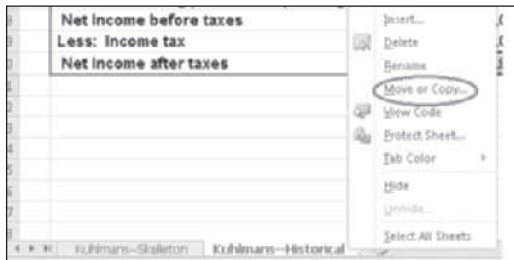 Net Income before taxes
Less: Income tax
Net Income after taxes
Insert...
Delete
Rename
Move or Copy...
View Code
Protect Sheet...
Tab Color
Hide
Unhide...
Select All Sheets
Kuhlmans--Skeleton
Kuhlmans--Historical